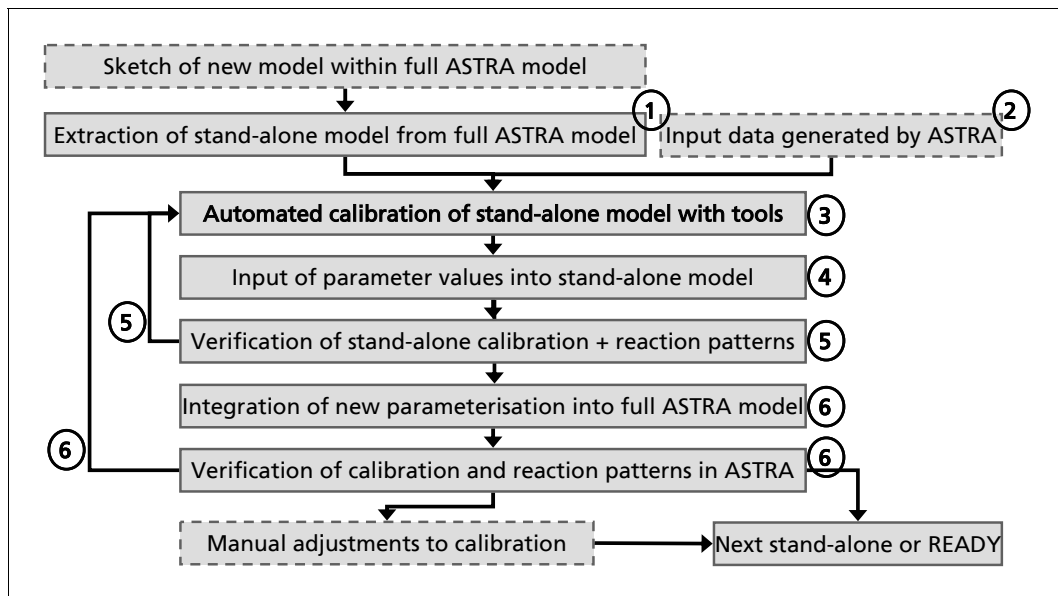 Sketch of new model within full ASTRA model
1
2
Extraction of stand-alone model from full ASTRA model
Input data generated by ASTRA
Automated calibration of stand-alone model with tools
3
Input of parameter values into stand-alone model
4
5
Verification of stand-alone calibration + reaction patterns
5
Integration of new parameterisation into full ASTRA model
6
6
Verification of calibration and reaction patterns in ASTRA
6
Manual adjustments to calibration
Next stand-alone or READY